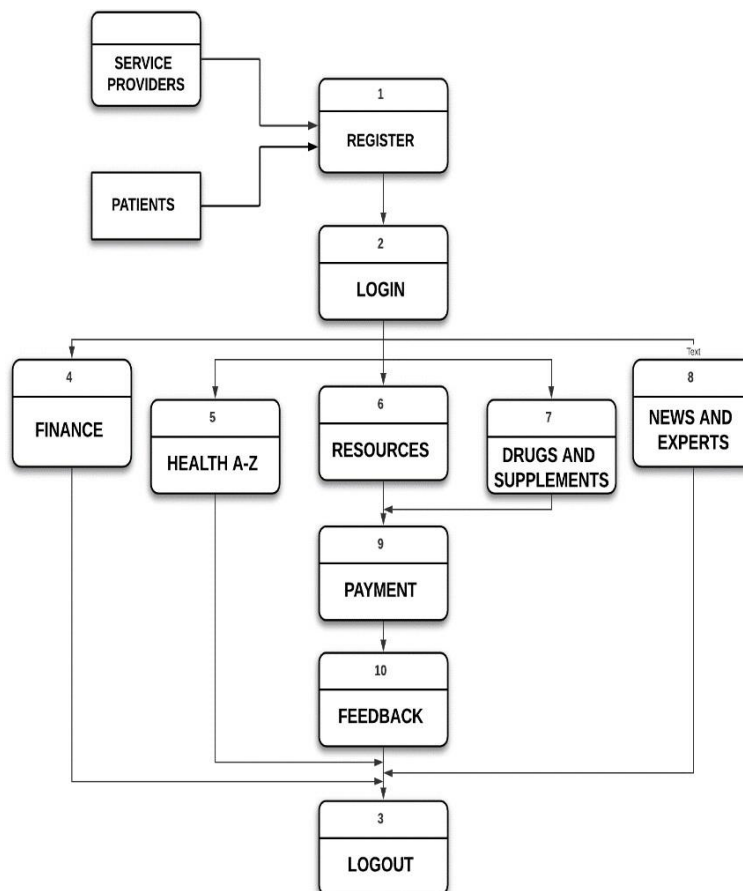 SERVICE
PROVIDERS
PATIENTS
1
REGISTER
2
LOGIN
Text
4
FINANCE
5
HEALTH A-Z
6
RESOURCES
7
DRUGS AND
SUPPLEMENTS
8
NEWS AND
EXPERTS
9
PAYMENT
10
FEEDBACK
3
LOGOUT